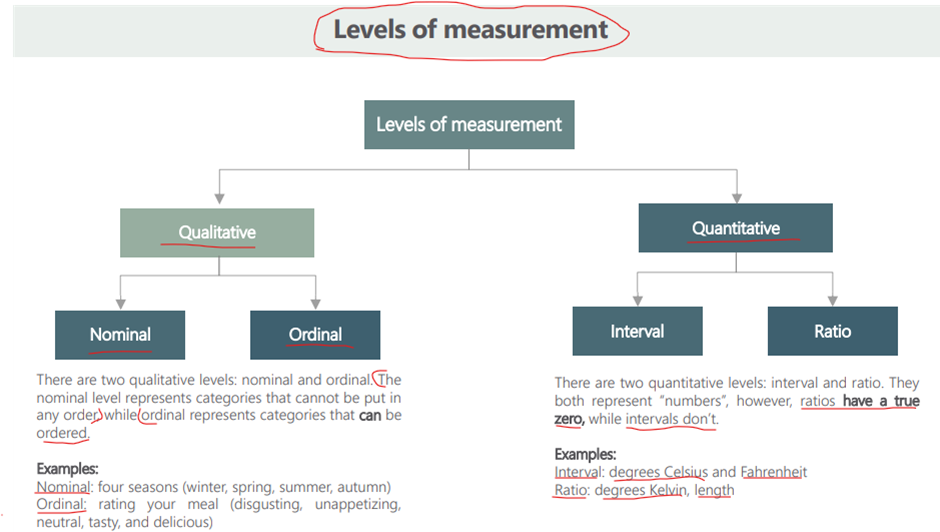 Levels of measurement
Levels of measurement
Qualitative
Quantitative
Nominal
Ordinal
Interval
Ratio
There are two qualitative levels: nominal and ordinal. The
nominal level represents categories that cannot be put in
any order, while ordinal represents categories that can be
ordered.
Examples:
Nominal: four seasons (winter, spring, summer, autumn)
Ordinal: rating your meal (disgusting, unappetizing,
neutral, tasty, and delicious)
There are two quantitative levels: interval and ratio. They
both represent “numbers”, however, ratios have a true
zero, while intervals don’t.
Examples:
Interval: degrees Celsius and Fahrenheit
Ratio: degrees Kelvin, length